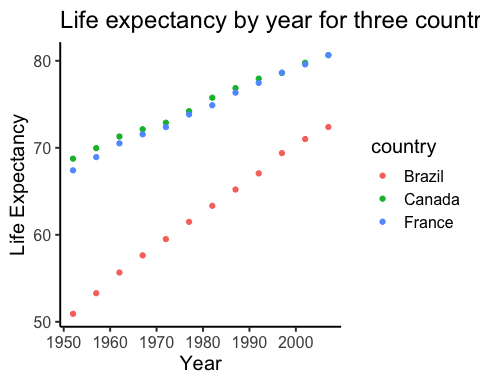 Life expectancy by year for three countr
80
70
60
50
Life Expectancy
1950 1960 1970 1980 1990 2000
Year
country
Brazil
Canada
France